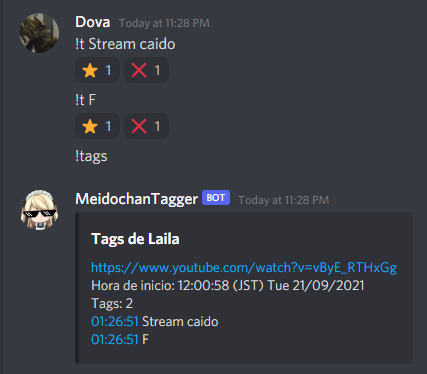 Dova Today at 11:28 PM
!t Stream caido
1 1
!t F
1 1
!tags
MeidochanTagger BOT Today at 11:28 PM
Tags de Laila
https://www.youtube.com/watch?v=vByE_RTHxGg
Hora de inicio: 12:00:58 (JST) Tue 21/09/2021
Tags: 2
01:26:51 Stream caido
01:26:51 F